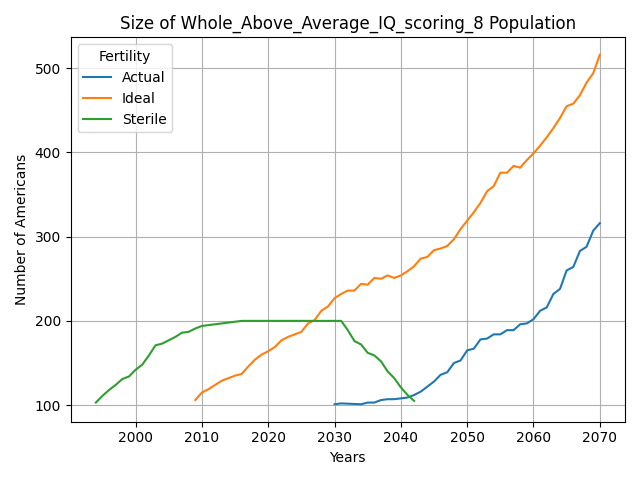 Size of Whole_Above_Average_IQ_scoring_8 Population
Fertility
Actual
Ideal
Sterile
Number of Americans
500
400
300
200
100
2000 2010 2020 2030 2040 2050 2060 2070
Years